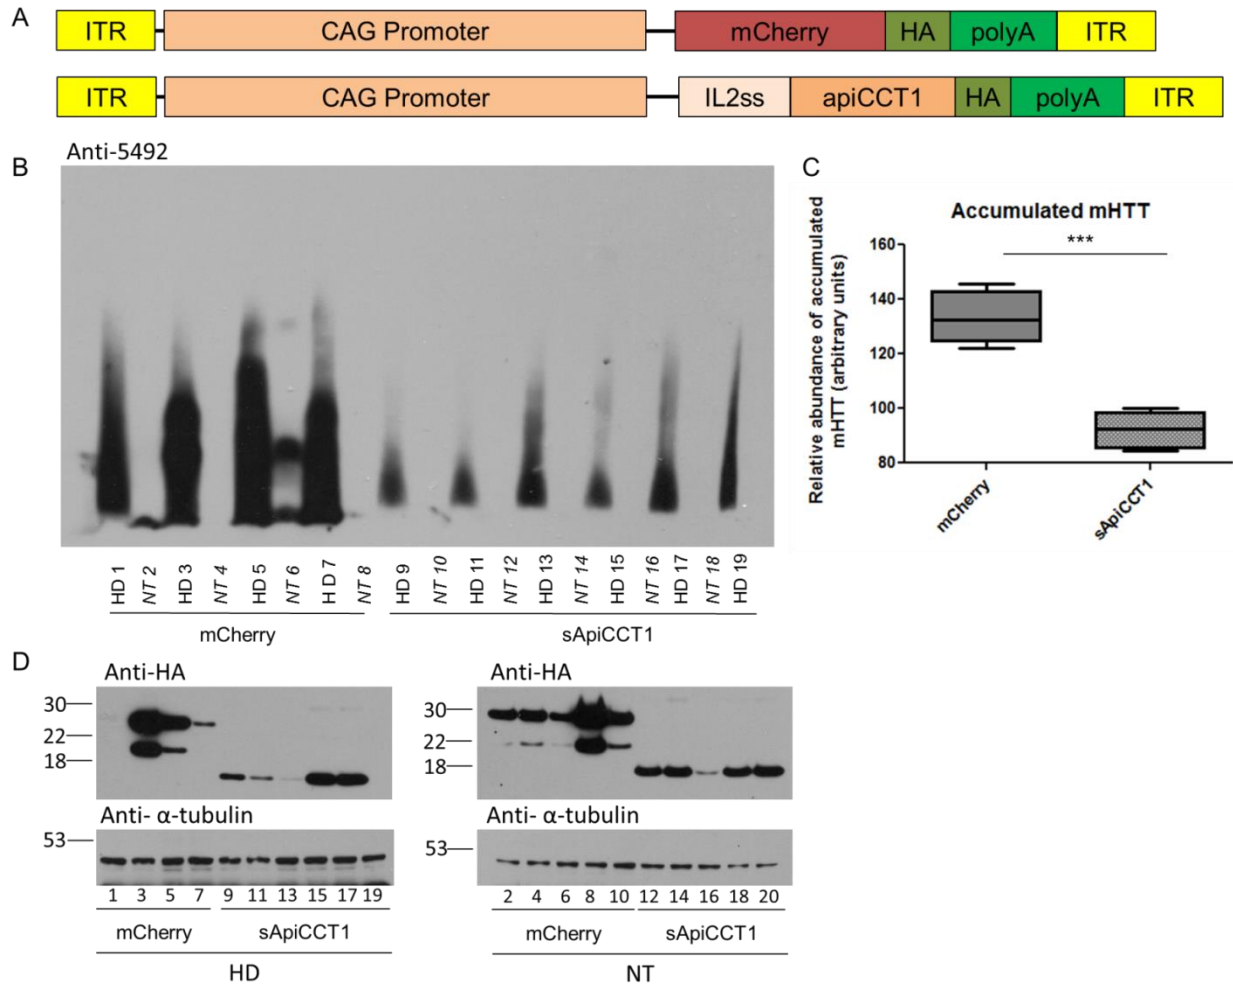 A
ITR CAG Promoter mCherry HA polyA ITR
ITR CAG Promoter IL2ss apiCCT1 HA polyA ITR
B
Anti-5492
HD 1 NT 2 HD 3 NT 4 HD 5 NT 6 H D 7 NT 8 HD 9 NT 10 HD 11 NT 12 HD 13 NT 14 HD 15 NT 16 HD 17 NT 18 HD 19
mCherry sApiCCT1
C
Accumulated mHTT
***
Relative abundance of accumulated
mHTT (arbitrary units)
160
140
120
100
80
mCherry sApiCCT1
D
Anti-HA
30
22
18
Anti- α-tubulin
53
1 3 5 7 9 11 13 15 17 19
mCherry sApiCCT1
HD
Anti-HA
30
22
18
Anti- α-tubulin
53
2 4 6 8 10 12 14 16 18 20
mCherry sApiCCT1
NT